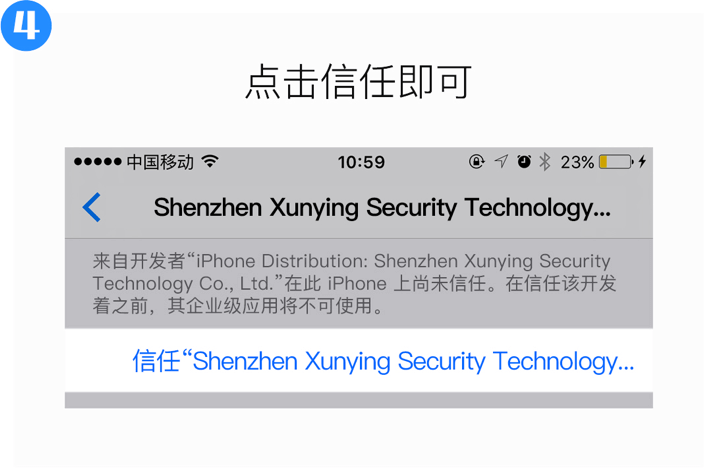 4
点击信任即可
中国移动 10:59 23%
Shenzhen Xunying Security Technology...
来自开发者“iPhone Distribution: Shenzhen Xunying Security
Technology Co., Ltd.”在此 iPhone 上尚未信任。在信任该开发
着之前，其企业级应用将不可使用。
信任“Shenzhen Xunying Security Technology...